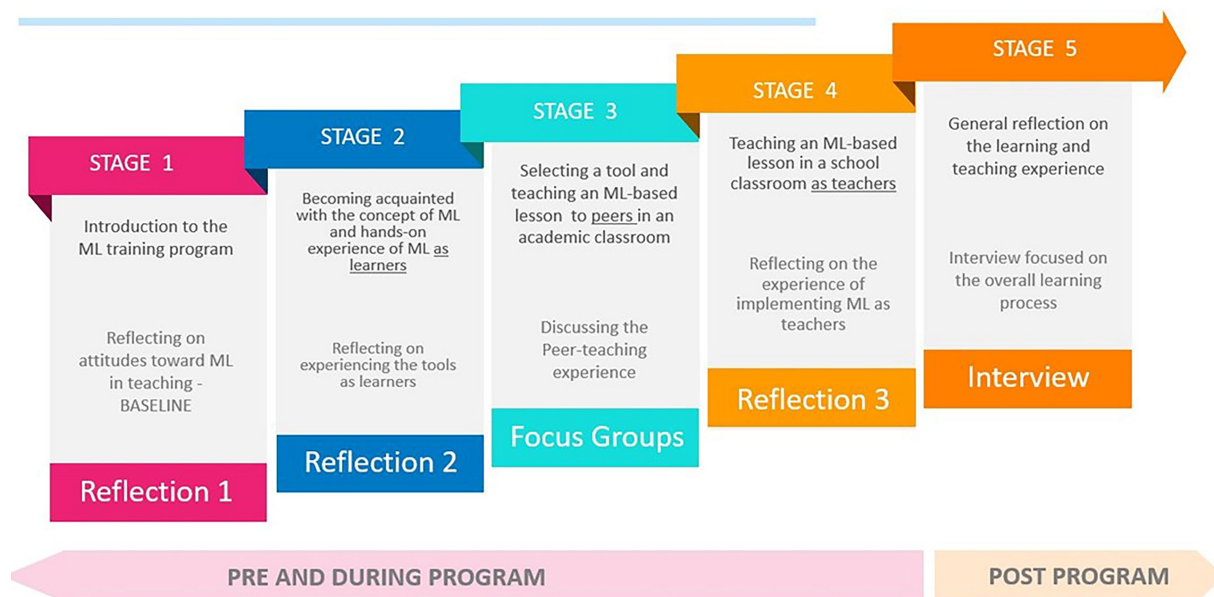 STAGE 1
Introduction to the
ML training program
Reflecting on
attitudes toward ML
in teaching -
BASELINE
Reflection 1
STAGE 2
Becoming acquainted
with the concept of ML
and hands-on
experience of ML as
learners
Reflecting on
experiencing the tools
as learners
Reflection 2
STAGE 3
Selecting a tool and
teaching an ML-based
lesson to peers in an
academic classroom
Discussing the
Peer-teaching
experience
Focus Groups
STAGE 4
Teaching an ML-based
lesson in a school
classroom as teachers
Reflecting on the
experience of
implementing ML as
teachers
Reflection 3
STAGE 5
General reflection on
the learning and
teaching experience
Interview focused on
the overall learning
process
Interview
PRE AND DURING PROGRAM
POST PROGRAM